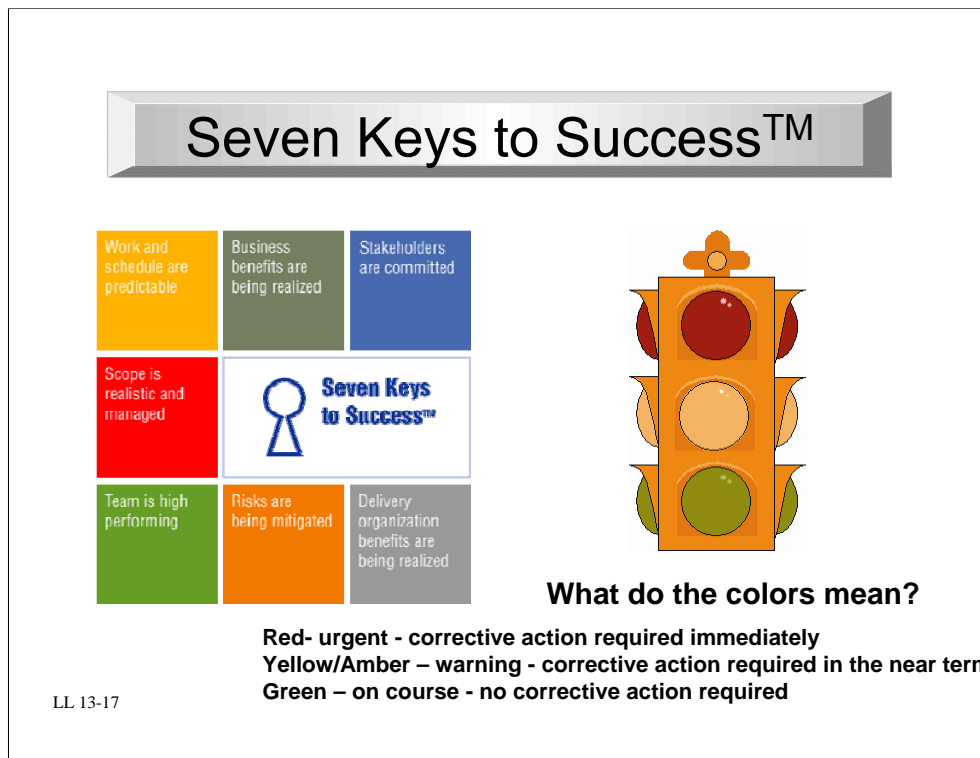 Seven Keys to Success™
Work and
schedule are
predictable
Business
benefits are
being realized
Stakeholders
are committed
Scope is
realistic and
managed
Seven Keys
to Success™
Team is high
performing
Risks are
being mitigated
Delivery
organization
benefits are
being realized
What do the colors mean?
Red- urgent - corrective action required immediately
Yellow/Amber – warning - corrective action required in the near term
Green – on course - no corrective action required
LL 13-17